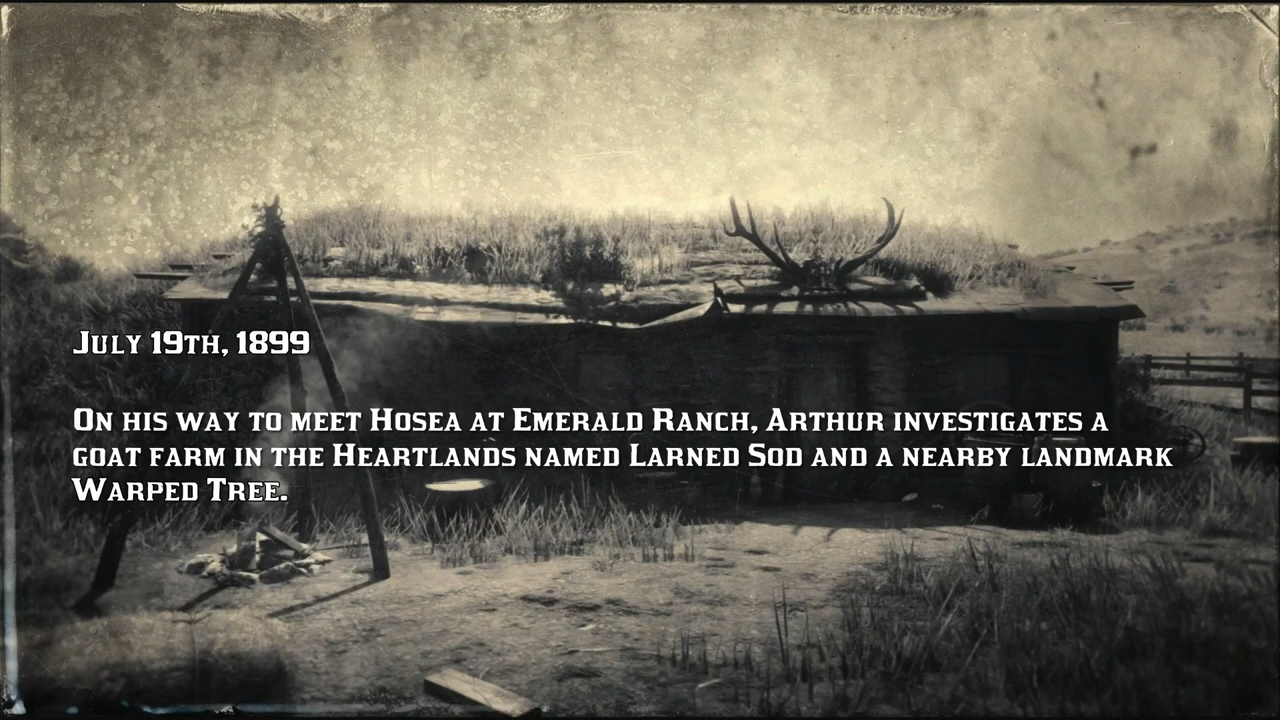 July 19th, 1899
On his way to meet Hosea at Emerald Ranch, Arthur investigates a
goat farm in the Heartlands named Larned Sod and a nearby landmark
Warped Tree.